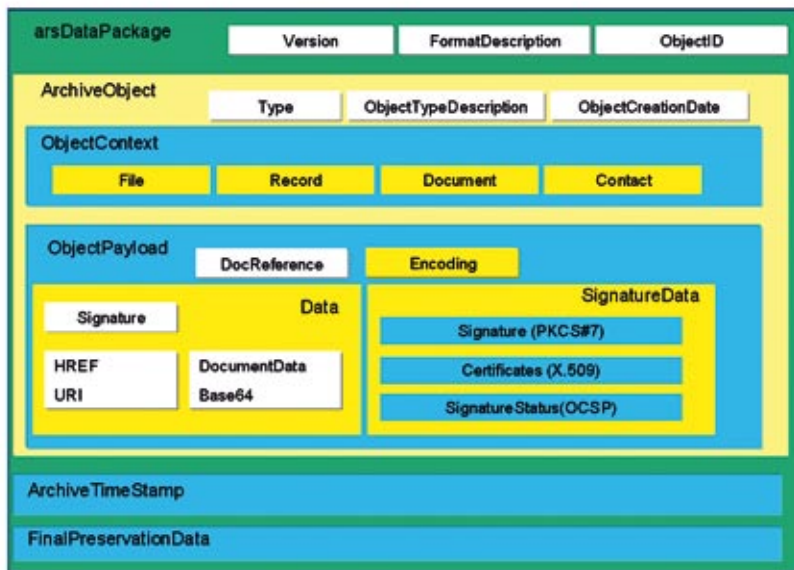 arsDataPackage
Version
FormatDescription
ObjectID
ArchiveObject
Type
ObjectTypeDescription
ObjectCreationDate
ObjectContext
File
Record
Document
Contact
ObjectPayload
DocReference
Encoding
Data
SignatureData
Signature
Signature (PKCS#7)
HREF
URI
DocumentData
Base64
Certificates (X.509)
SignatureStatus(OCSP)
ArchiveTimeStamp
FinalPreservationData